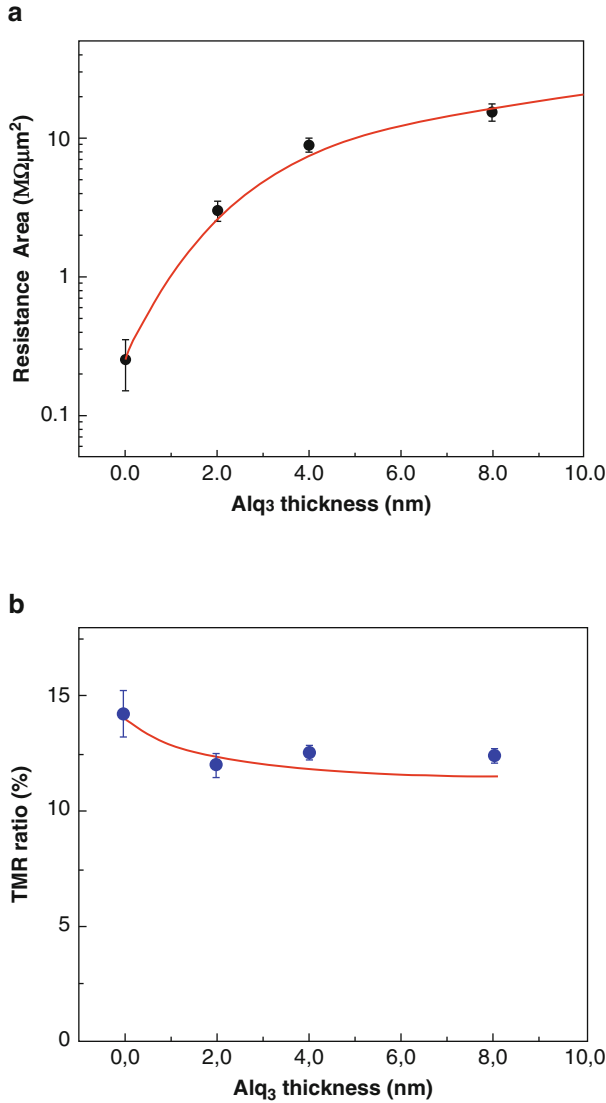 a
Resistance Area (MΩμm²)
10
1
0.1
0.0 2.0 4.0 6.0 8.0 10.0
Alq₃ thickness (nm)
b
TMR ratio (%)
15
10
5
0
0,0 2,0 4,0 6,0 8,0 10,0
Alq₃ thickness (nm)